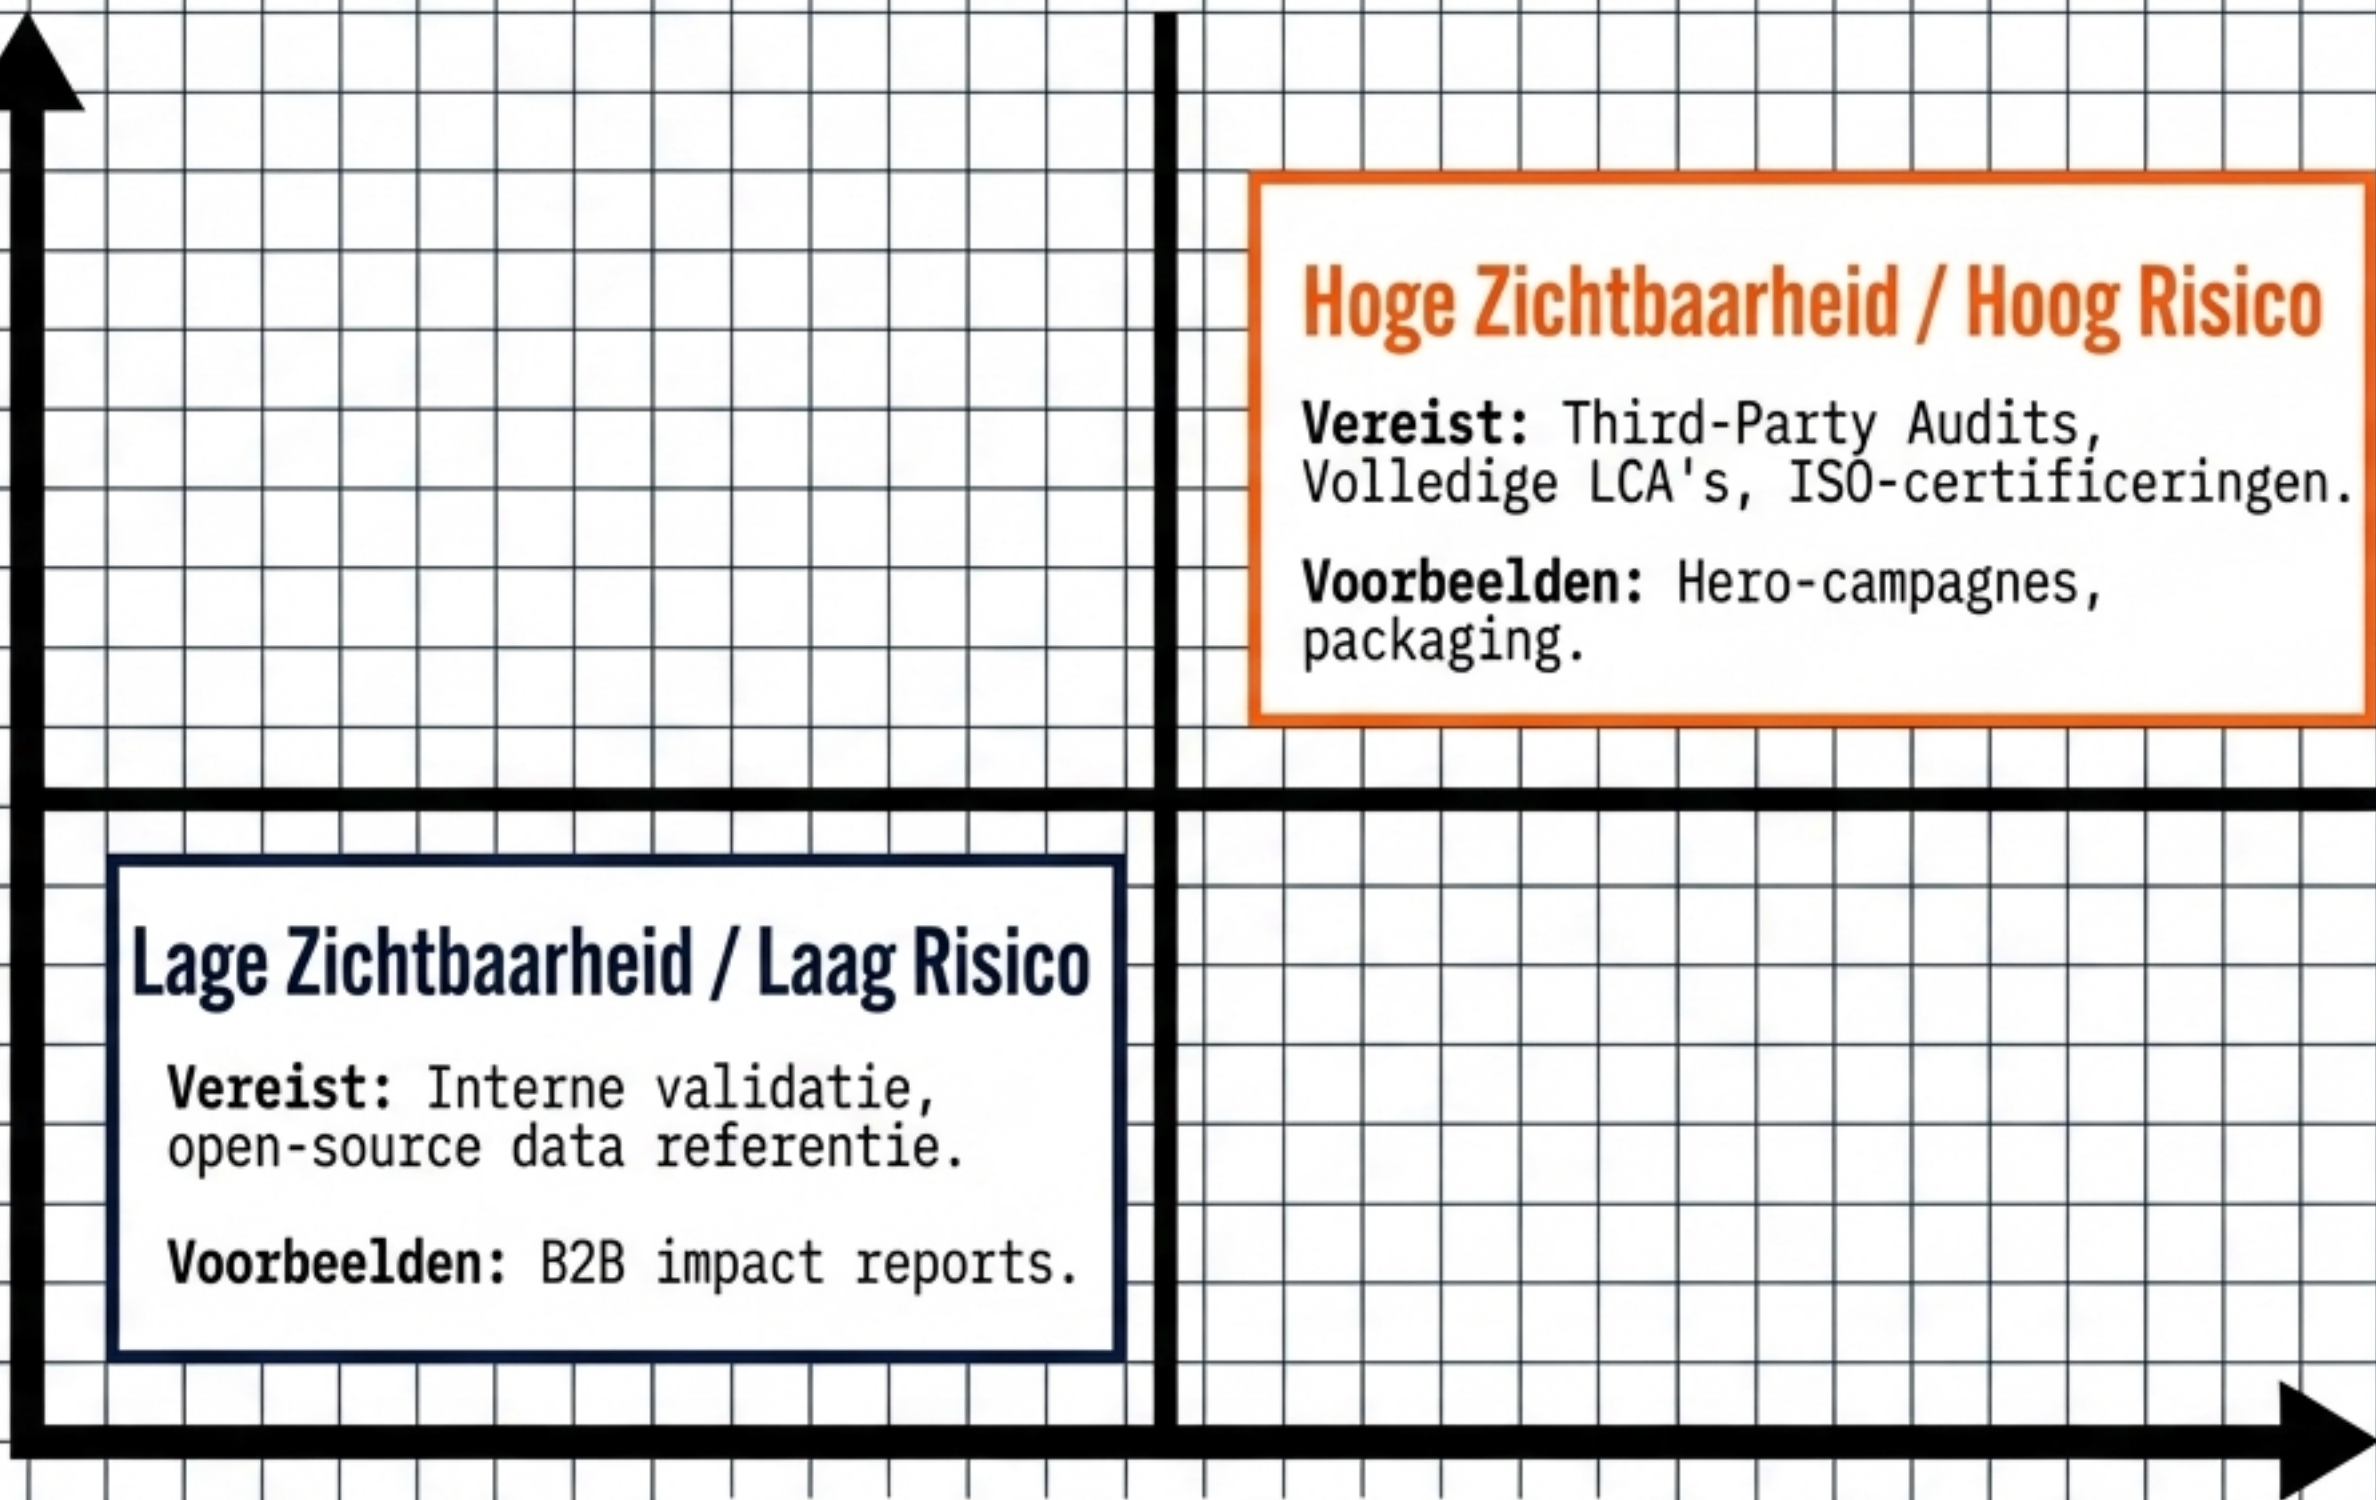 Hoge Zichtbaarheid / Hoog Risico
Vereist: Third-Party Audits,
Volledige LCA's, ISO-certificeringen.
Voorbeelden: Hero-campagnes,
packaging.
Lage Zichtbaarheid / Laag Risico
Vereist: Interne validatie,
open-source data referentie.
Voorbeelden: B2B impact reports.